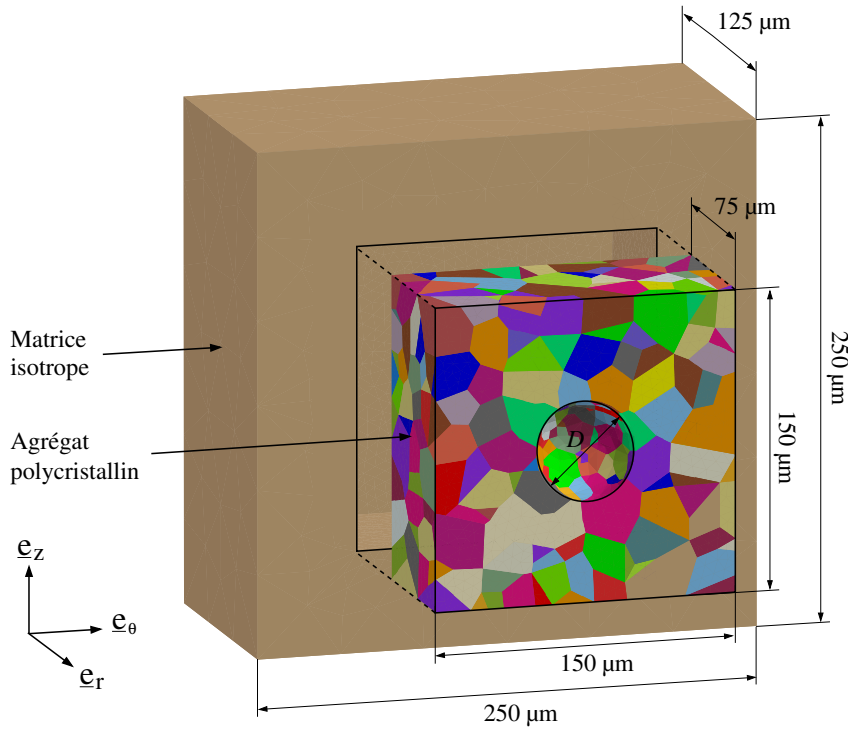 125 µm
75 µm
Matrice
isotrope
250 µm
150 µm
D
Agrégat
polycristallin
e_z
e_θ
e_r
150 µm
250 µm